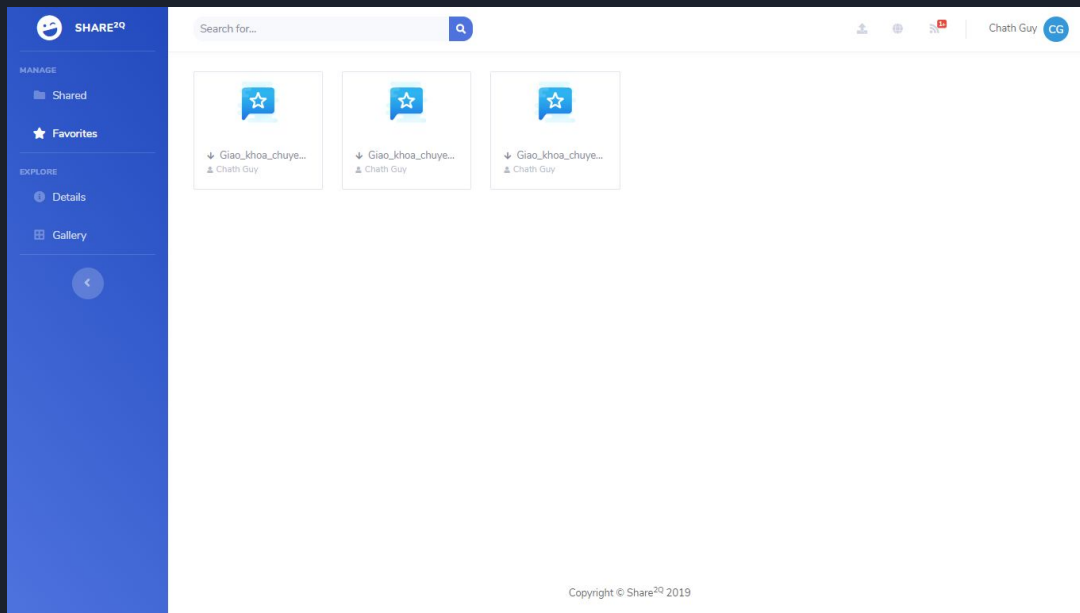 SHARE2Q
Search for...
1+
Chath Guy
CG
MANAGE
Shared
Favorites
EXPLORE
Details
Gallery
Giao_khoa_chuye...
Chath Guy
Giao_khoa_chuye...
Chath Guy
Giao_khoa_chuye...
Chath Guy
Copyright © Share2Q 2019